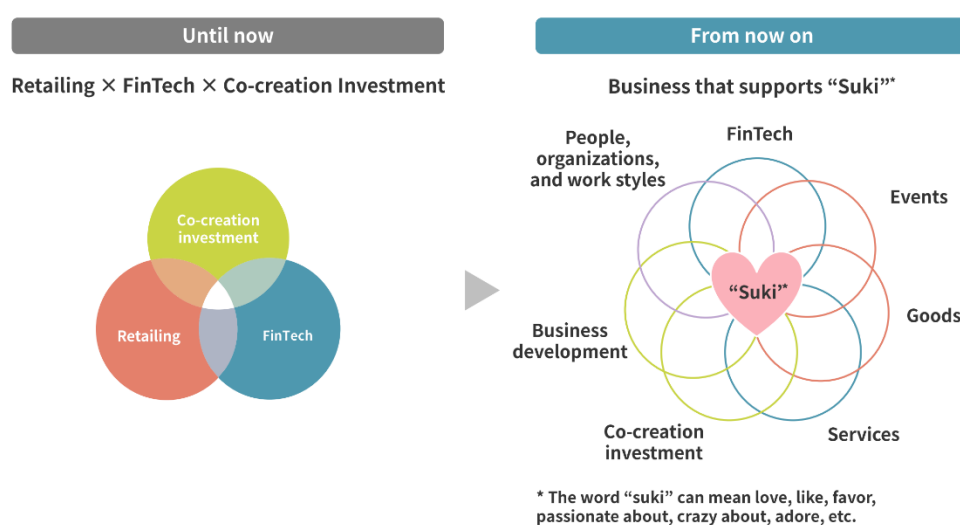 Until now
Retailing × FinTech × Co-creation Investment
Co-creation
investment
Retailing
FinTech
From now on
Business that supports “Suki”*
People,
organizations,
and work styles
FinTech
Events
“Suki”*
Goods
Business
development
Co-creation
investment
Services
* The word “suki” can mean love, like, favor,
passionate about, crazy about, adore, etc.